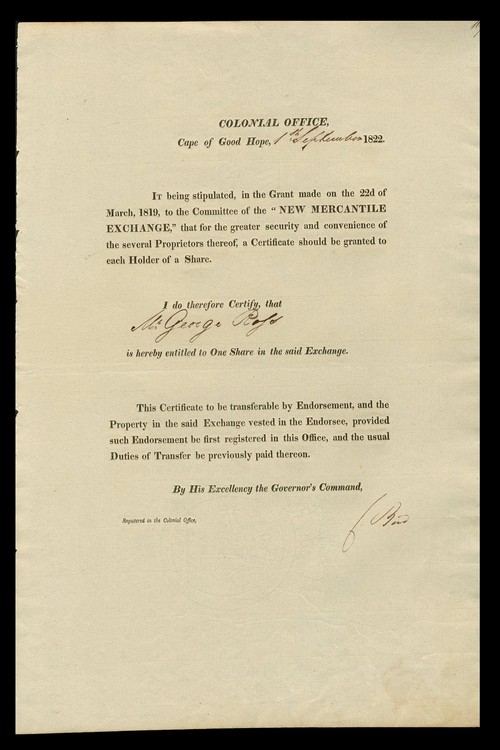 COLONIAL OFFICE,
Cape of Good Hope, 1st September 1822.
IT being stipulated, in the Grant made on the 22d of
March, 1819, to the Committee of the "NEW MERCANTILE
EXCHANGE," that for the greater security and convenience of
the several Proprietors thereof, a Certificate should be granted to
each Holder of a Share.
I do therefore Certify, that
Mr George Ross
is hereby entitled to One Share in the said Exchange.
This Certificate to be transferable by Endorsement, and the
Property in the said Exchange vested in the Endorsee, provided
such Endorsement be first registered in this Office, and the usual
Duties of Transfer be previously paid thereon.
By His Excellency the Governor's Command,
Registered in the Colonial Office,
C Bird